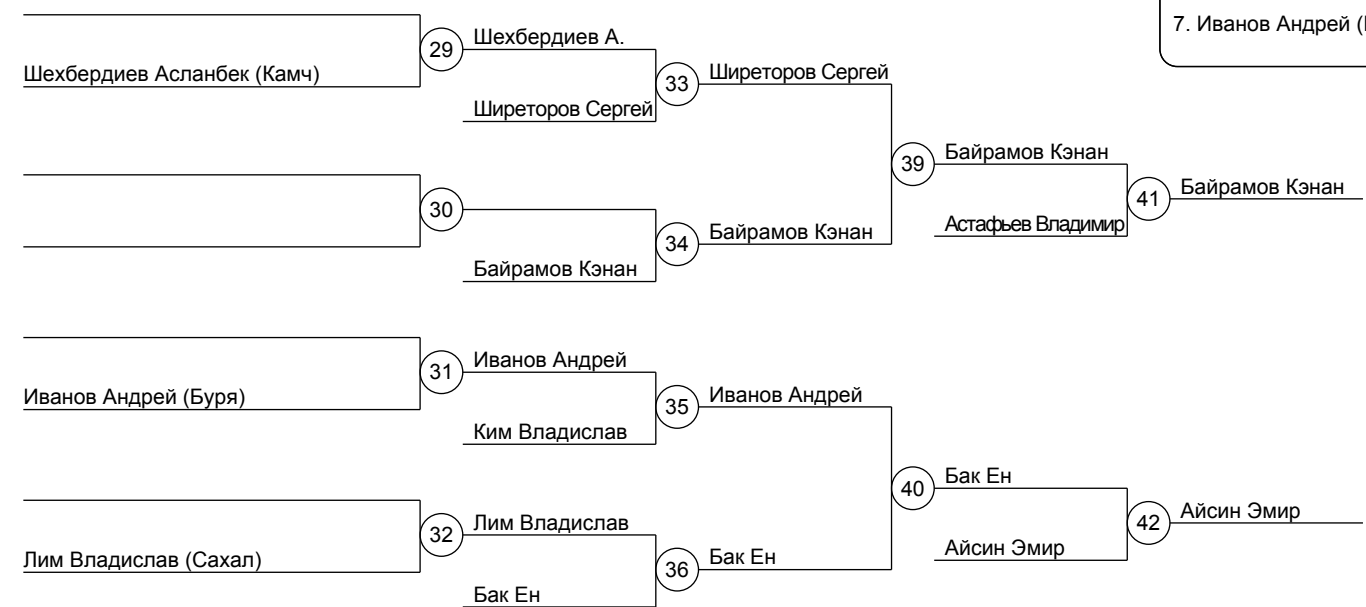 7. Иванов Андрей (
29 Шехбердиев А.
Шехбердиев Асланбек (Камч)
33 Ширеторов Сергей
Ширеторов Сергей
39 Байрамов Кэнан
41 Байрамов Кэнан
30
Астафьев Владимир
34 Байрамов Кэнан
Байрамов Кэнан
31 Иванов Андрей
Иванов Андрей (Буря)
35 Иванов Андрей
Ким Владислав
40 Бак Ен
42 Айсин Эмир
32 Лим Владислав
Айсин Эмир
Лим Владислав (Сахал)
36 Бак Ен
Бак Ен